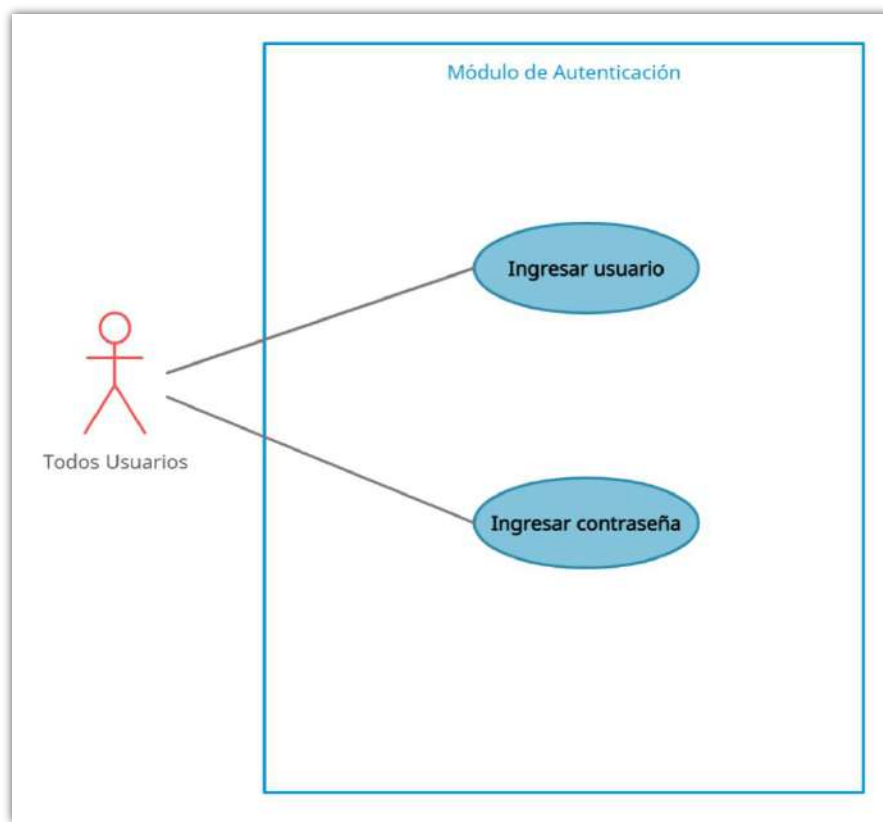 Módulo de Autenticación
Ingresar usuario
Todos Usuarios
Ingresar contraseña